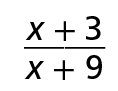 x + 3
x + 9